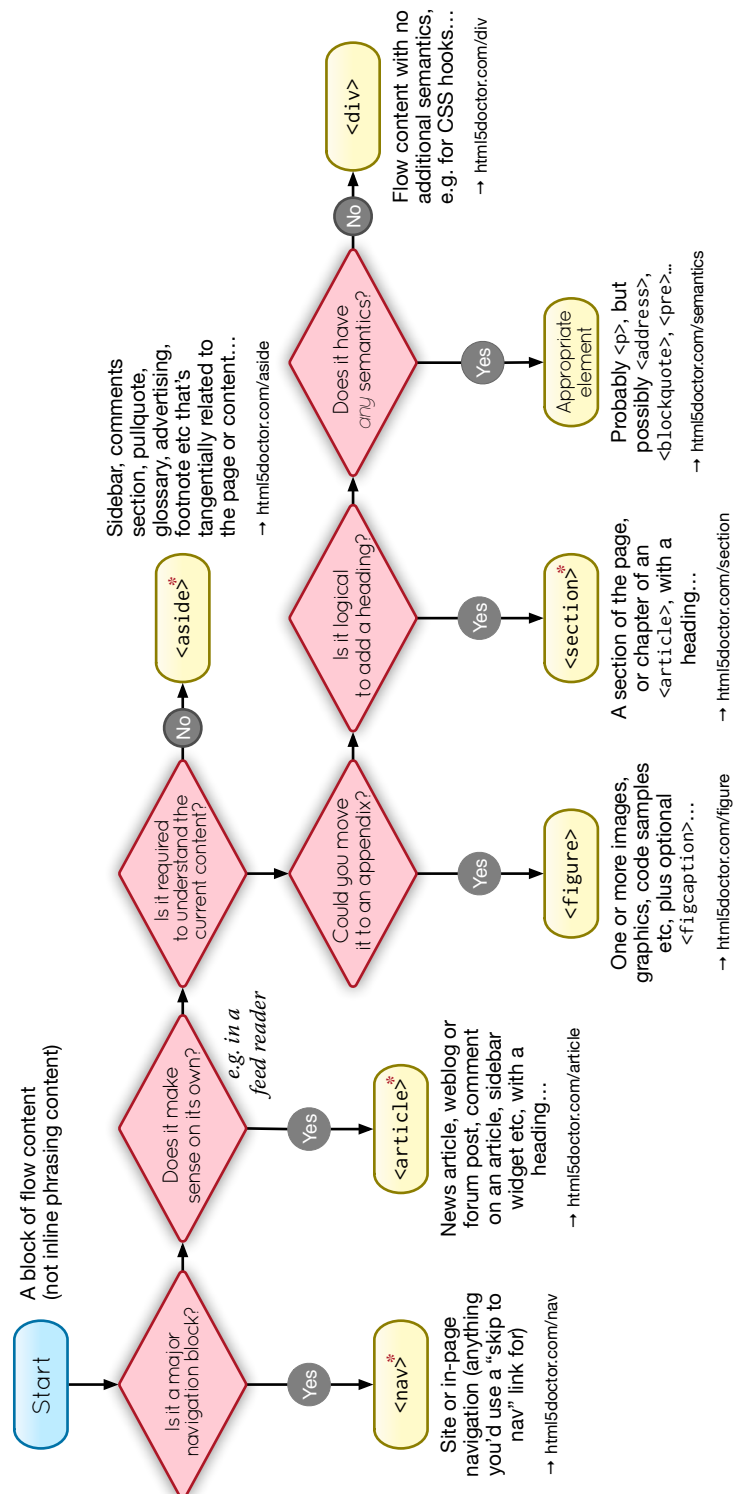 Start
A block of flow content
(not inline phrasing content)
Is it a major
navigation block?
Yes
<nav>*
Site or in-page
navigation (anything
you’d use a “skip to
nav” link for)
→ html5doctor.com/nav
Does it make
sense on its own?
e.g. in a
feed reader
Yes
<article>*
News article, weblog or
forum post, comment
on an article, sidebar
widget etc, with a
heading…
→ html5doctor.com/article
Is it required
to understand the
current content?
No
<aside>*
Sidebar, comments
section, pullquote,
glossary, advertising,
footnote etc that’s
tangentially related to
the page or content…
→ html5doctor.com/aside
Could you move
it to an appendix?
Yes
<figure>
One or more images,
graphics, code samples
etc, plus optional
<figcaption>…
→ html5doctor.com/figure
Is it logical
to add a heading?
Yes
<section>*
A section of the page,
or chapter of an
<article>, with a
heading…
→ html5doctor.com/section
Does it have
any semantics?
Yes
Appropriate
element
Probably <p>, but
possibly <address>,
<blockquote>, <pre>…
→ html5doctor.com/semantics
No
<div>
Flow content with no
additional semantics,
e.g. for CSS hooks…
→ html5doctor.com/div